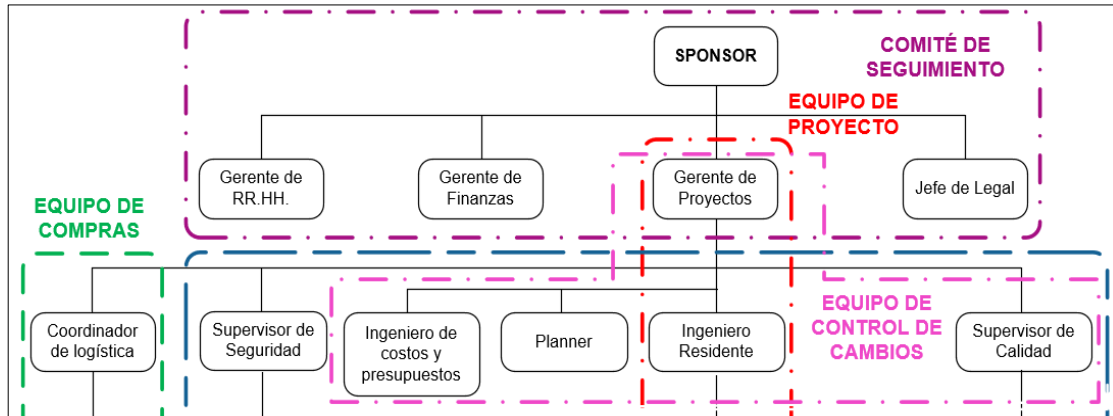 SPONSOR
COMITÉ DE
SEGUIMIENTO
EQUIPO DE
PROYECTO
Gerente de
RR.HH.
Gerente de
Finanzas
Gerente de
Proyectos
Jefe de Legal
EQUIPO DE
COMPRAS
Coordinador
de logística
Supervisor de
Seguridad
Ingeniero de
costos y
presupuestos
Planner
Ingeniero
Residente
EQUIPO DE
CONTROL DE
CAMBIOS
Supervisor de
Calidad